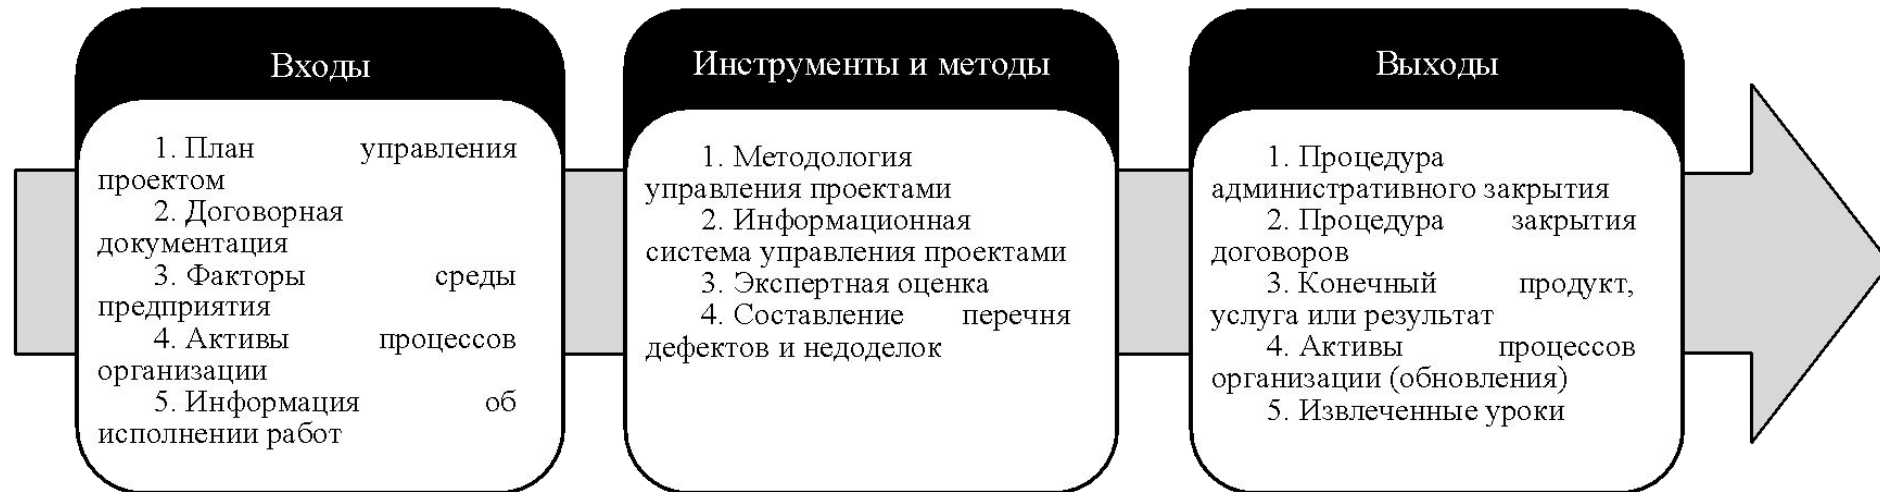 Входы
1. План управления
проектом
2. Договорная
документация
3. Факторы среды
предприятия
4. Активы процессов
организации
5. Информация об
исполнении работ
Инструменты и методы
1. Методология
управления проектами
2. Информационная
система управления проектами
3. Экспертная оценка
4. Составление перечня
дефектов и недоделок
Выходы
1. Процедура
административного закрытия
2. Процедура закрытия
договоров
3. Конечный продукт,
услуга или результат
4. Активы процессов
организации (обновления)
5. Извлеченные уроки